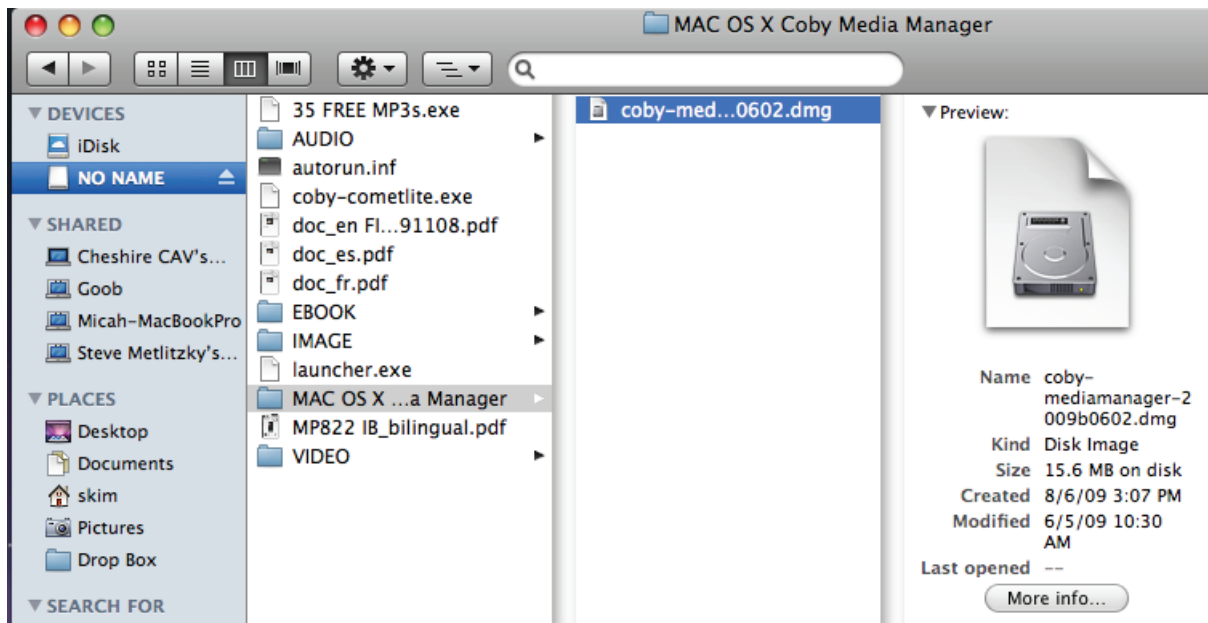 MAC OS X Coby Media Manager
DEVICES
iDisk
NO NAME
SHARED
Cheshire CAV's...
Goob
Micah-MacBookPro
Steve Metlitzky's...
PLACES
Desktop
Documents
skim
Pictures
Drop Box
SEARCH FOR
35 FREE MP3s.exe
AUDIO
autorun.inf
coby-cometlite.exe
doc_en FI...91108.pdf
doc_es.pdf
doc_fr.pdf
EBOOK
IMAGE
launcher.exe
MAC OS X ...a Manager
MP822 IB_bilingual.pdf
VIDEO
coby-med...0602.dmg
Preview:
Name coby-
mediamanager-2
009b0602.dmg
Kind Disk Image
Size 15.6 MB on disk
Created 8/6/09 3:07 PM
Modified 6/5/09 10:30
AM
Last opened --
More info...